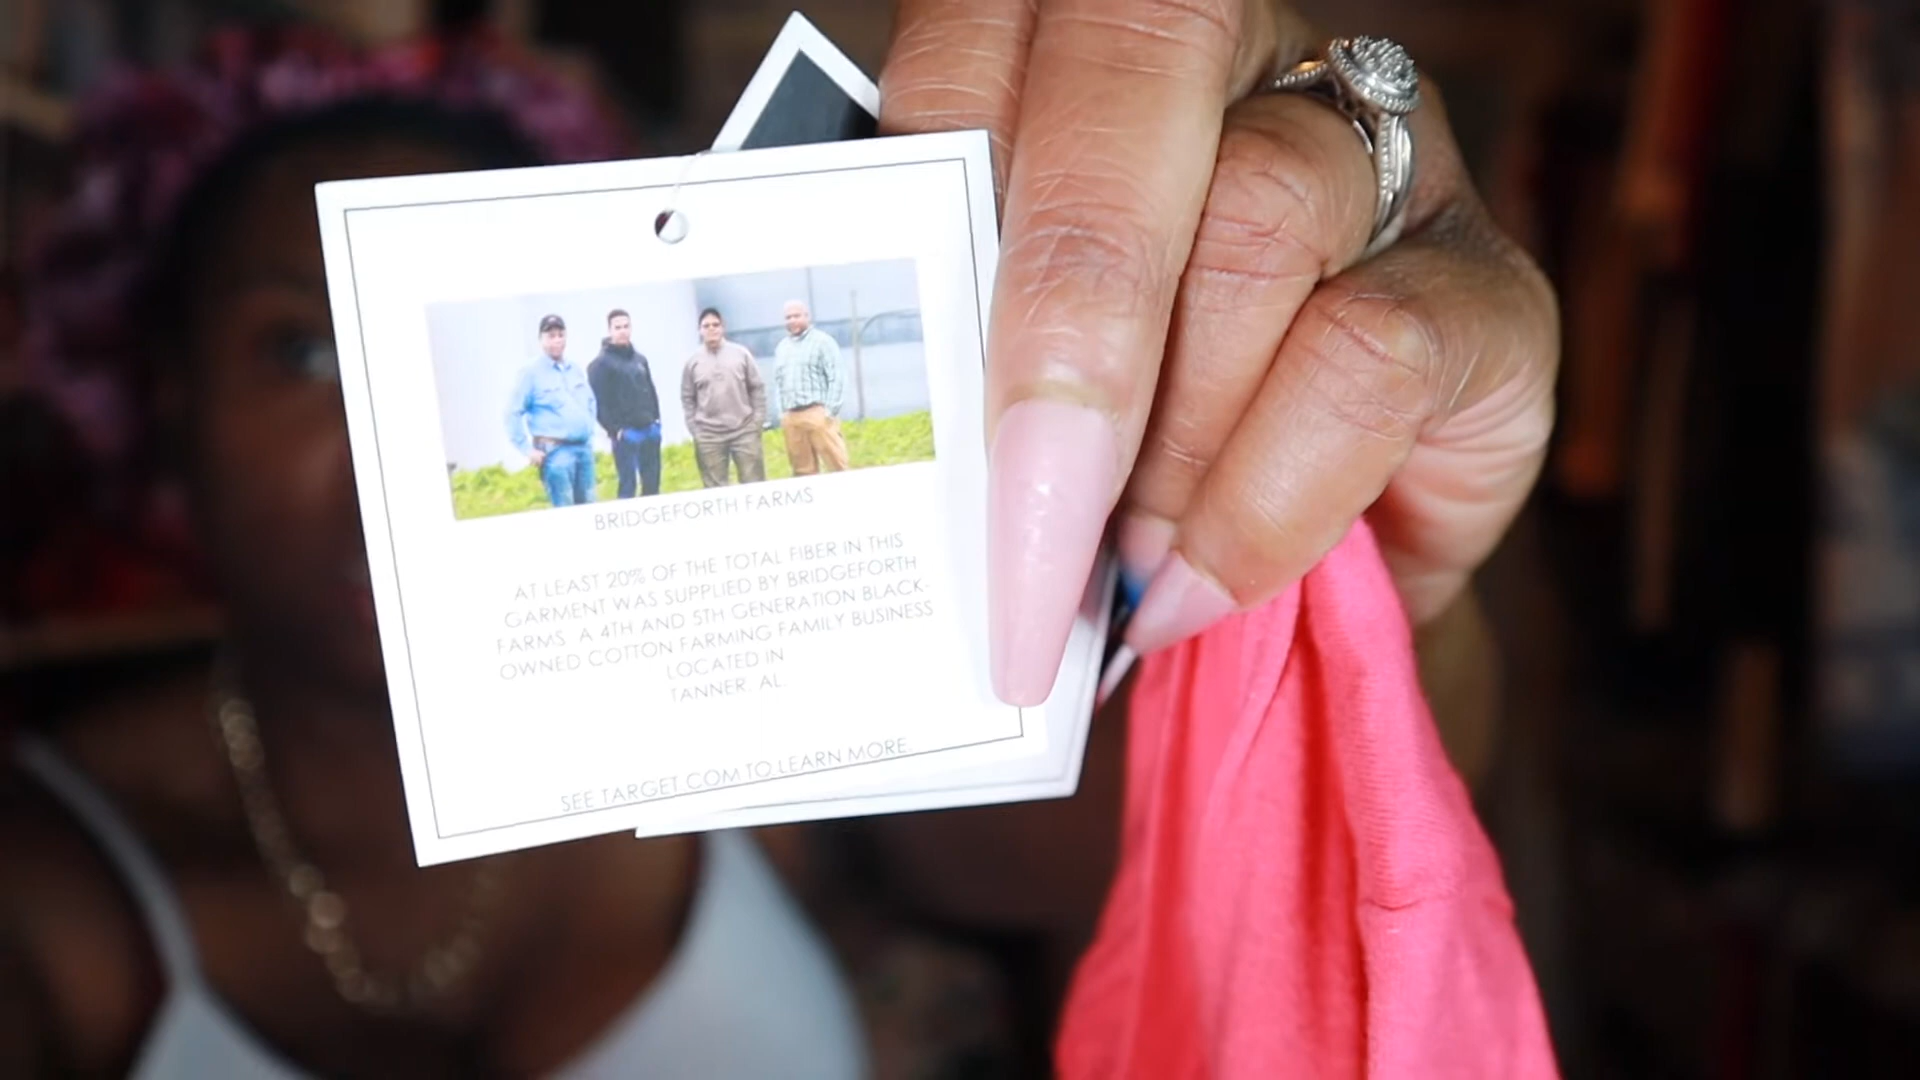 BRIDGEFORTH FARMS
AT LEAST 20% OF THE TOTAL FIBER IN THIS
GARMENT WAS SUPPLIED BY BRIDGEFORTH
FARMS A 4TH AND 5TH GENERATION BLACK-
OWNED COTTON FARMING FAMILY BUSINESS
LOCATED IN
TANNER, AL.
SEE TARGET.COM TO LEARN MORE.